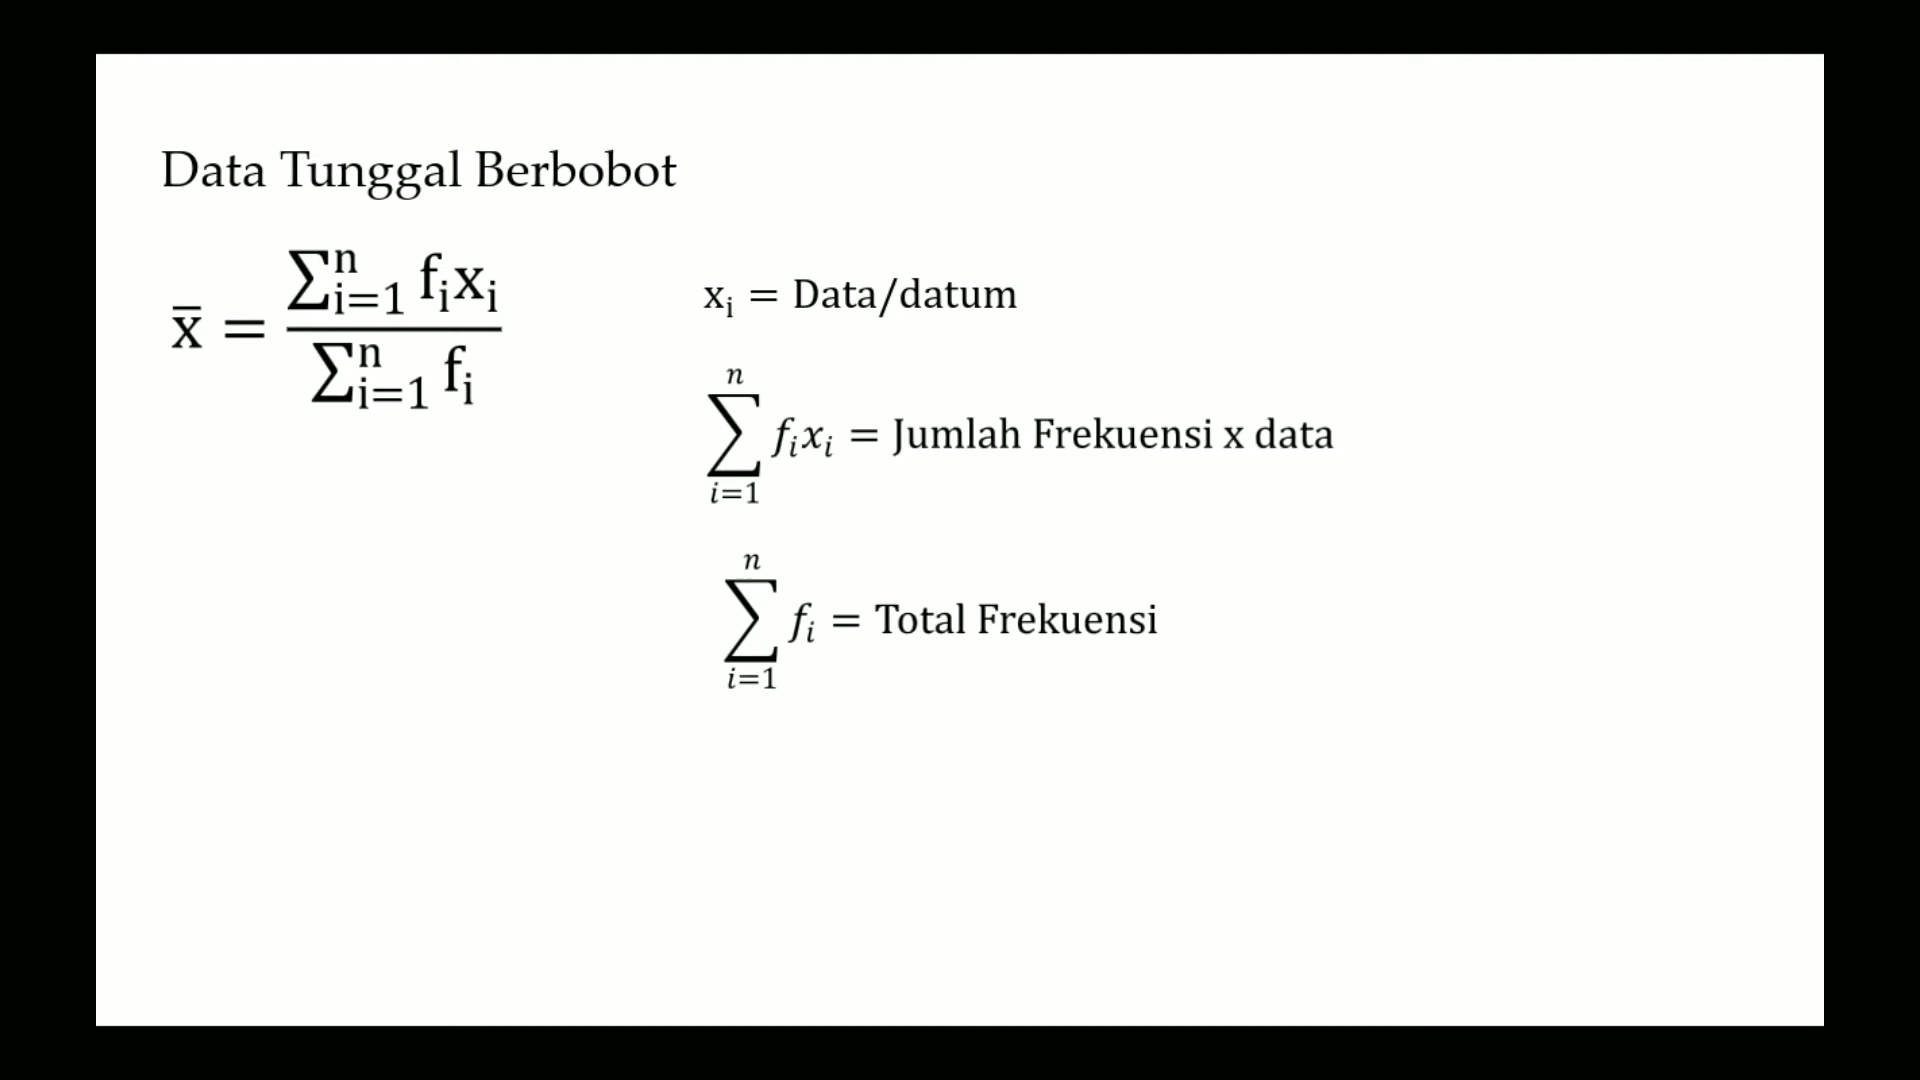 Data Tunggal Berbobot
x̄ = ∑ⁿᵢ₌₁ fᵢxᵢ / ∑ⁿᵢ₌₁ fᵢ
xᵢ = Data/datum
∑ⁿᵢ₌₁ fᵢxᵢ = Jumlah Frekuensi x data
∑ⁿᵢ₌₁ fᵢ = Total Frekuensi